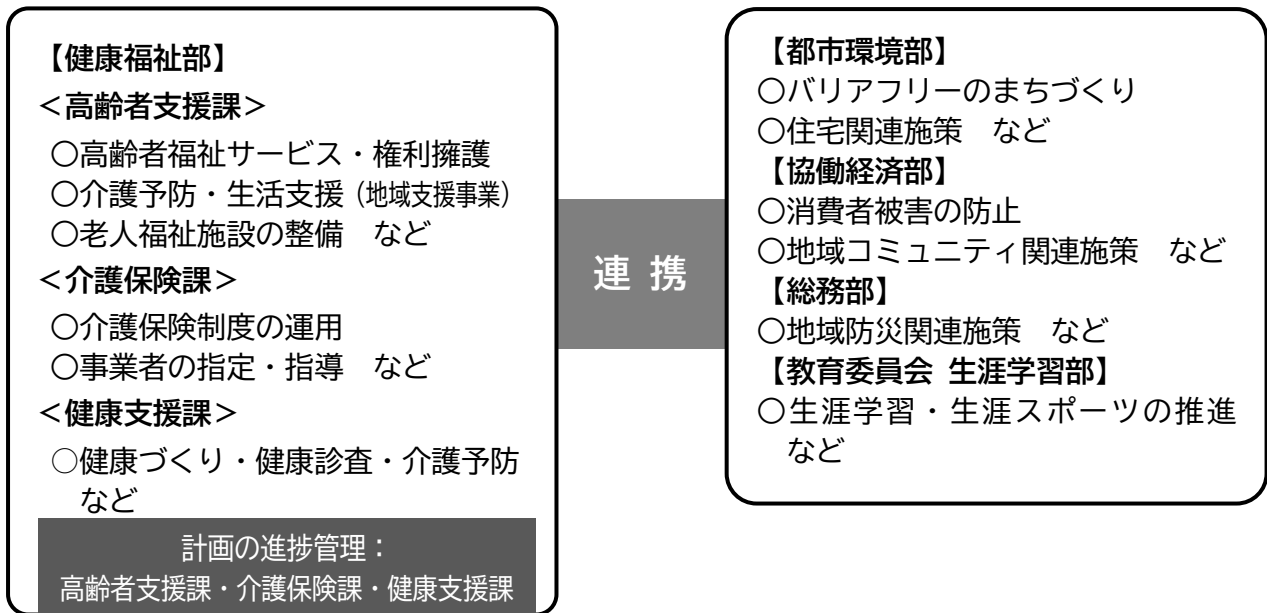 【健康福祉部】
＜高齢者支援課＞
○高齢者福祉サービス・権利擁護
○介護予防・生活支援（地域支援事業）
○老人福祉施設の整備　など
＜介護保険課＞
○介護保険制度の運用
○事業者の指定・指導　など
＜健康支援課＞
○健康づくり・健康診査・介護予防
など
計画の進捗管理：
高齢者支援課・介護保険課・健康支援課
連 携
【都市環境部】
○バリアフリーのまちづくり
○住宅関連施策　など
【協働経済部】
○消費者被害の防止
○地域コミュニティ関連施策　など
【総務部】
○地域防災関連施策　など
【教育委員会 生涯学習部】
○生涯学習・生涯スポーツの推進
など